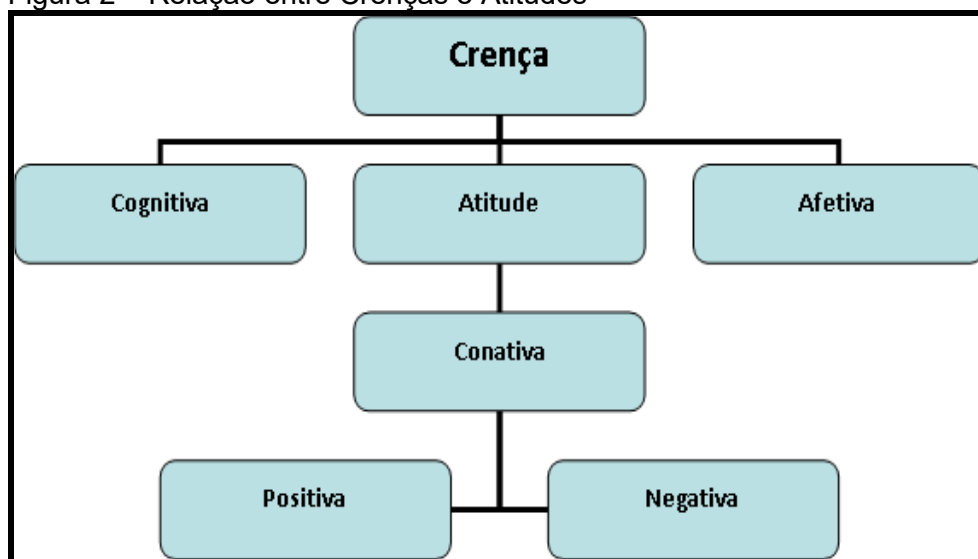 Figura 2 – Relação entre Crenças e Atitudes
Crença
Cognitiva
Atitude
Afetiva
Conativa
Positiva
Negativa